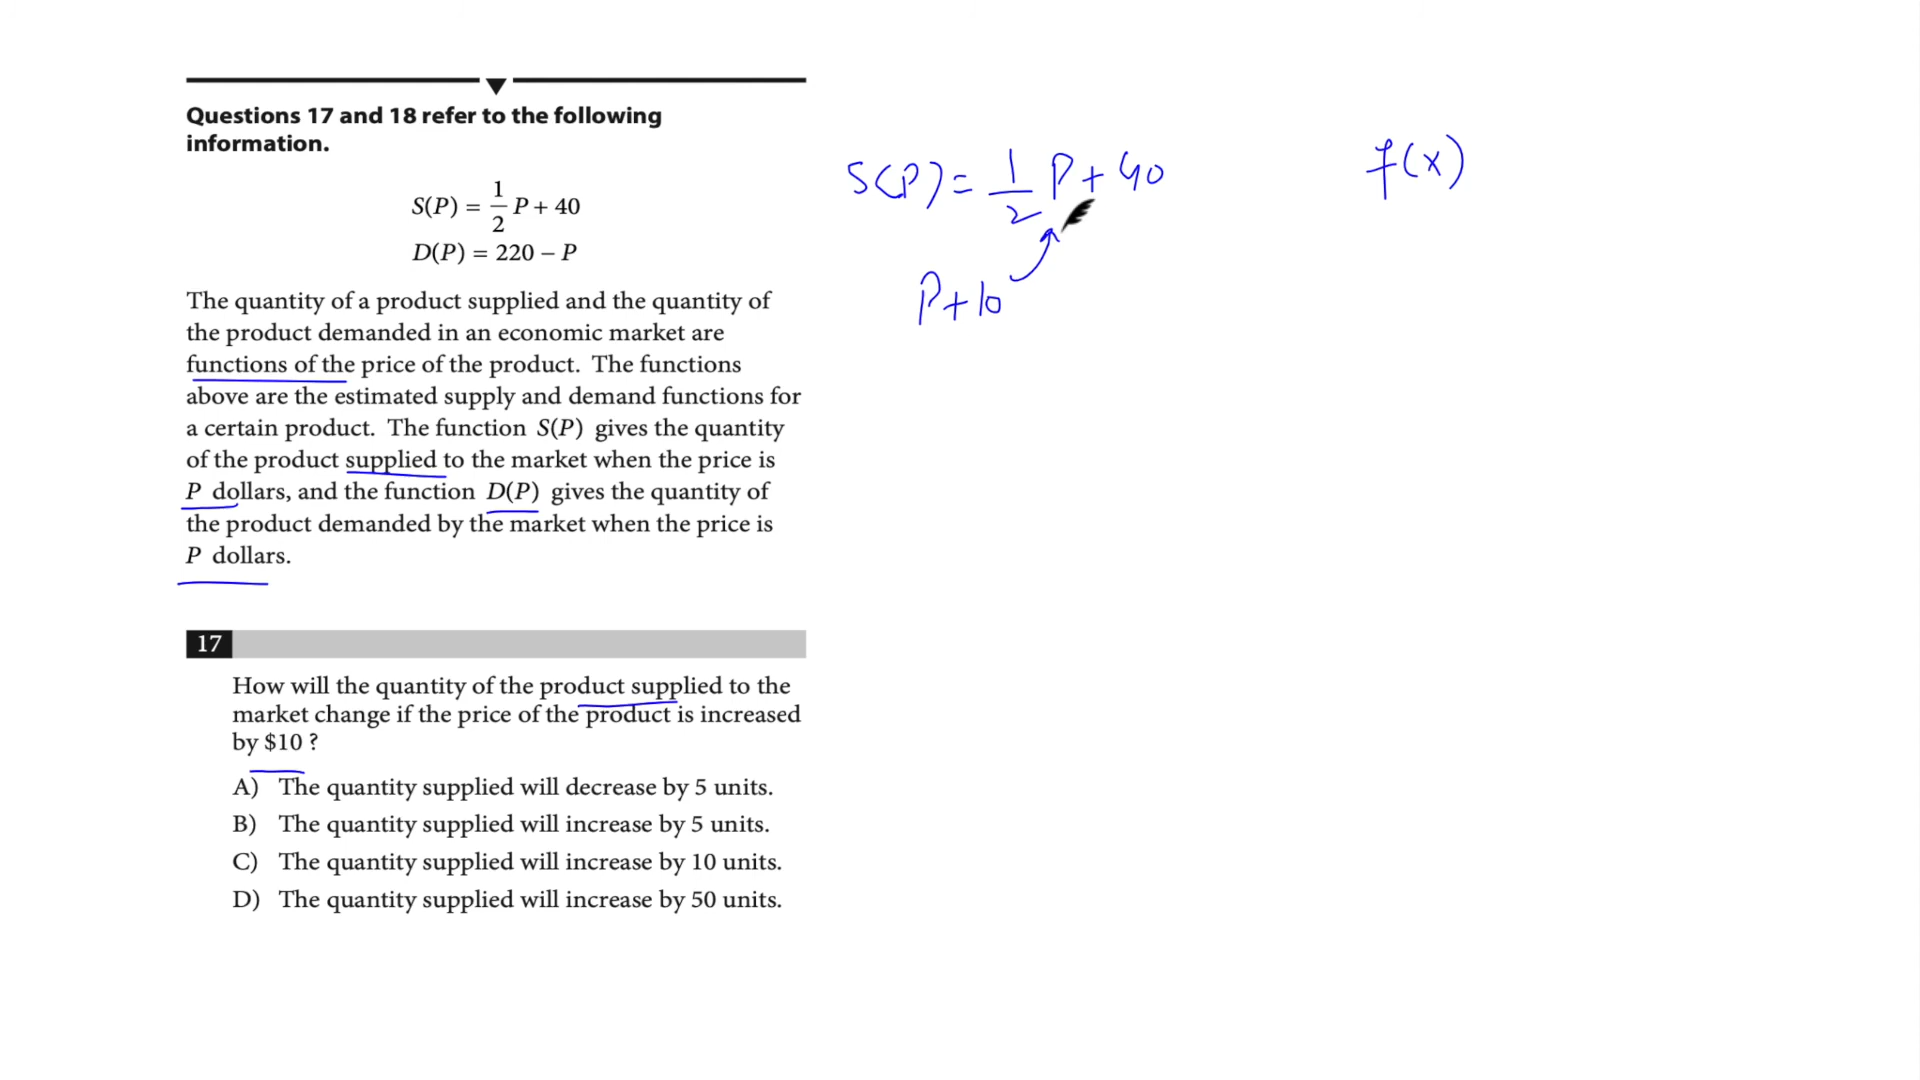 Questions 17 and 18 refer to the following
information.
S(P) = 1/2 P + 40
D(P) = 220 – P
The quantity of a product supplied and the quantity of
the product demanded in an economic market are
functions of the price of the product. The functions
above are the estimated supply and demand functions for
a certain product. The function S(P) gives the quantity
of the product supplied to the market when the price is
P dollars, and the function D(P) gives the quantity of
the product demanded by the market when the price is
P dollars.
17
How will the quantity of the product supplied to the
market change if the price of the product is increased
by $10 ?
A) The quantity supplied will decrease by 5 units.
B) The quantity supplied will increase by 5 units.
C) The quantity supplied will increase by 10 units.
D) The quantity supplied will increase by 50 units.
S(P) = 1/2 P + 40
P+10
f(x)